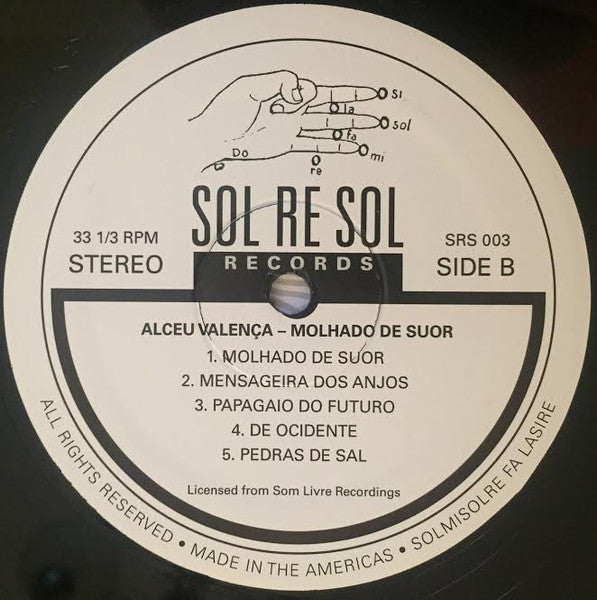 si
la
sol
fa
mi
Do
re
SOL RE SOL
RECORDS
33 1/3 RPM
STEREO
SRS 003
SIDE B
ALCEU VALENÇA – MOLHADO DE SUOR
1. MOLHADO DE SUOR
2. MENSAGEIRA DOS ANJOS
3. PAPAGAIO DO FUTURO
4. DE OCIDENTE
5. PEDRAS DE SAL
Licensed from Som Livre Recordings
ALL RIGHTS RESERVED • MADE IN THE AMERICAS • SOLMISOLRE FA LASIRE